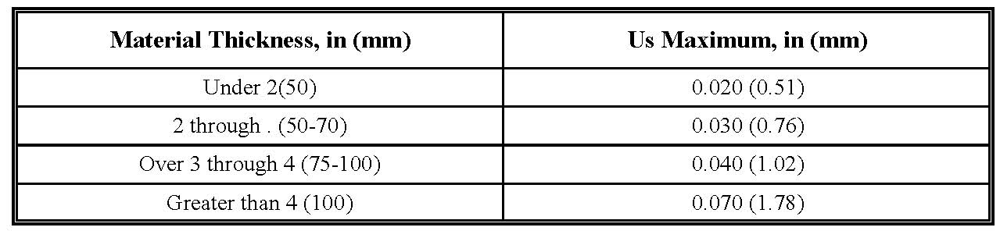 Material Thickness, in (mm) Us Maximum, in (mm)
Under 2(50) 0.020 (0.51)
2 through . (50-70) 0.030 (0.76)
Over 3 through 4 (75-100) 0.040 (1.02)
Greater than 4 (100) 0.070 (1.78)